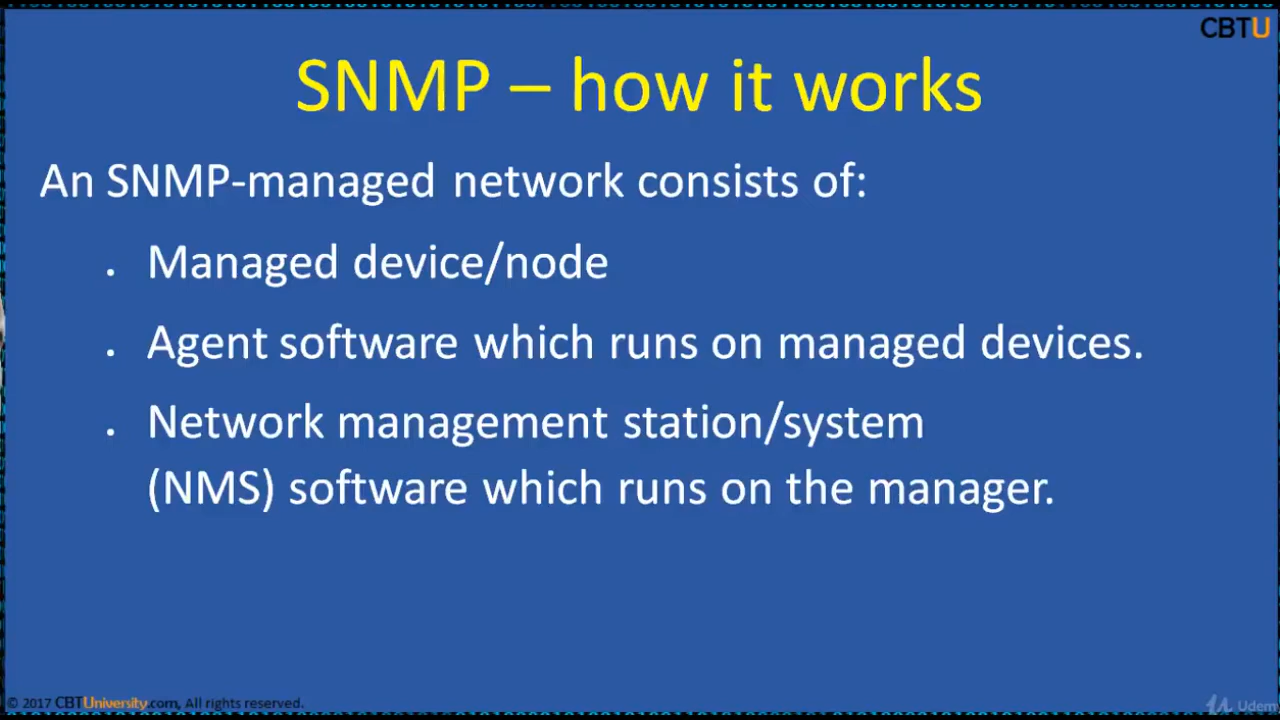 CBTU
SNMP – how it works
An SNMP-managed network consists of:
• Managed device/node
• Agent software which runs on managed devices.
• Network management station/system
(NMS) software which runs on the manager.
© 2017 CBTUniversity.com, All rights reserved.